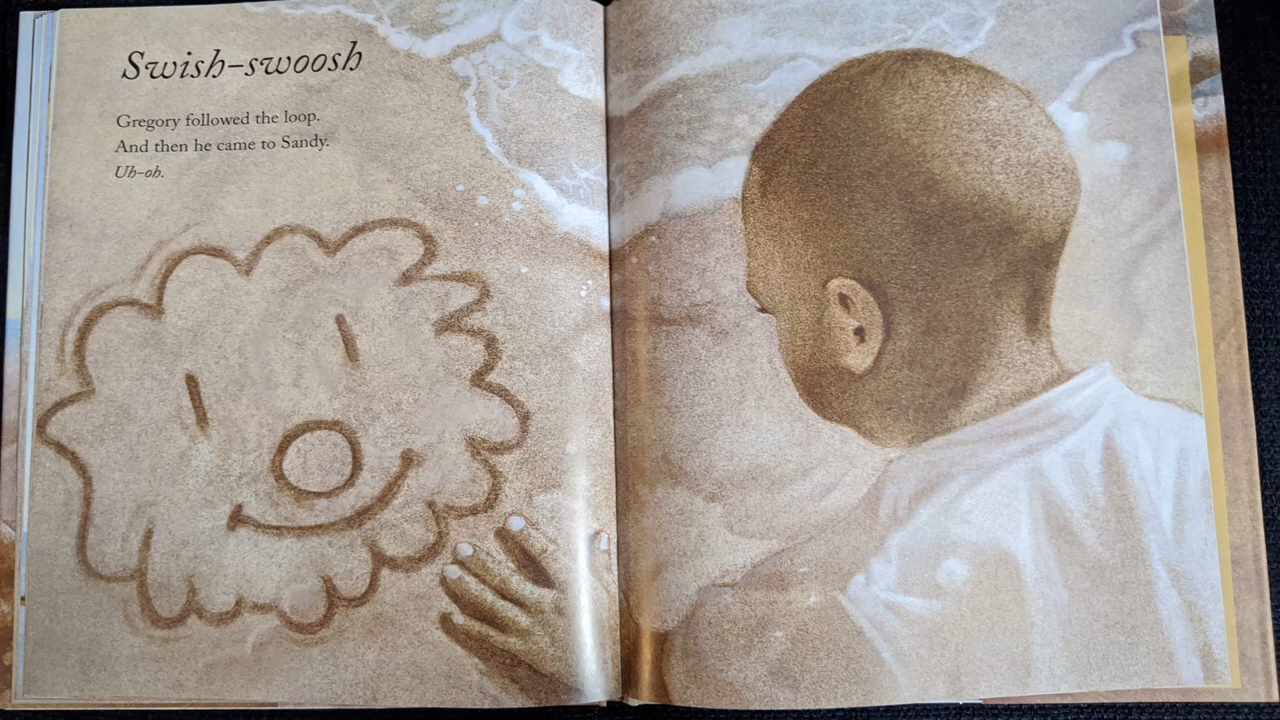 Swish-swoosh
Gregory followed the loop.
And then he came to Sandy.
Uh-oh.